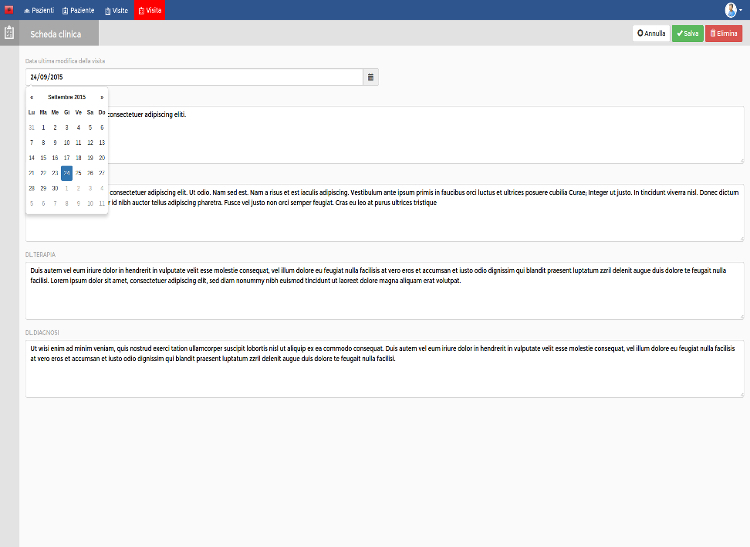 Pazienti Paziente Visite Visita
Scheda clinica
Annulla Salva Elimina
Data ultima modifica della visita
24/09/2015
« Settembre 2015 »
Lu Ma Me Gi Ve Sa Do
31 1 2 3 4 5 6
7 8 9 10 11 12 13
14 15 16 17 18 19 20
21 22 23 24 25 26 27
28 29 30 1 2 3 4
5 6 7 8 9 10 11
consectetuer adipiscing eliti.
consectetuer adipiscing elit. Ut odio. Nam sed est. Nam a risus et est iaculis adipiscing. Vestibulum ante ipsum primis in faucibus orci luctus et ultrices posuere cubilia Curae; Integer ut justo. In tincidunt viverra nisl. Donec dictum
id nibh auctor tellus adipiscing pharetra. Fusce vel justo non orci semper feugiat. Cras eu leo at purus ultrices tristique
DI.TERAPIA
Duis autem vel eum iriure dolor in hendrerit in vulputate velit esse molestie consequat, vel illum dolore eu feugiat nulla facilisis at vero eros et accumsan et iusto odio dignissim qui blandit praesent luptatum zzril delenit augue duis dolore te feugait nulla
facilisi. Lorem ipsum dolor sit amet, consectetuer adipiscing elit, sed diam nonummy nibh euismod tincidunt ut laoreet dolore magna aliquam erat volutpat.
DI.DIAGNOSI
Ut wisi enim ad minim veniam, quis nostrud exerci tation ullamcorper suscipit lobortis nisl ut aliquip ex ea commodo consequat. Duis autem vel eum iriure dolor in hendrerit in vulputate velit esse molestie consequat, vel illum dolore eu feugiat nulla facilisis
at vero eros et accumsan et iusto odio dignissim qui blandit praesent luptatum zzril delenit augue duis dolore te feugait nulla facilisi.